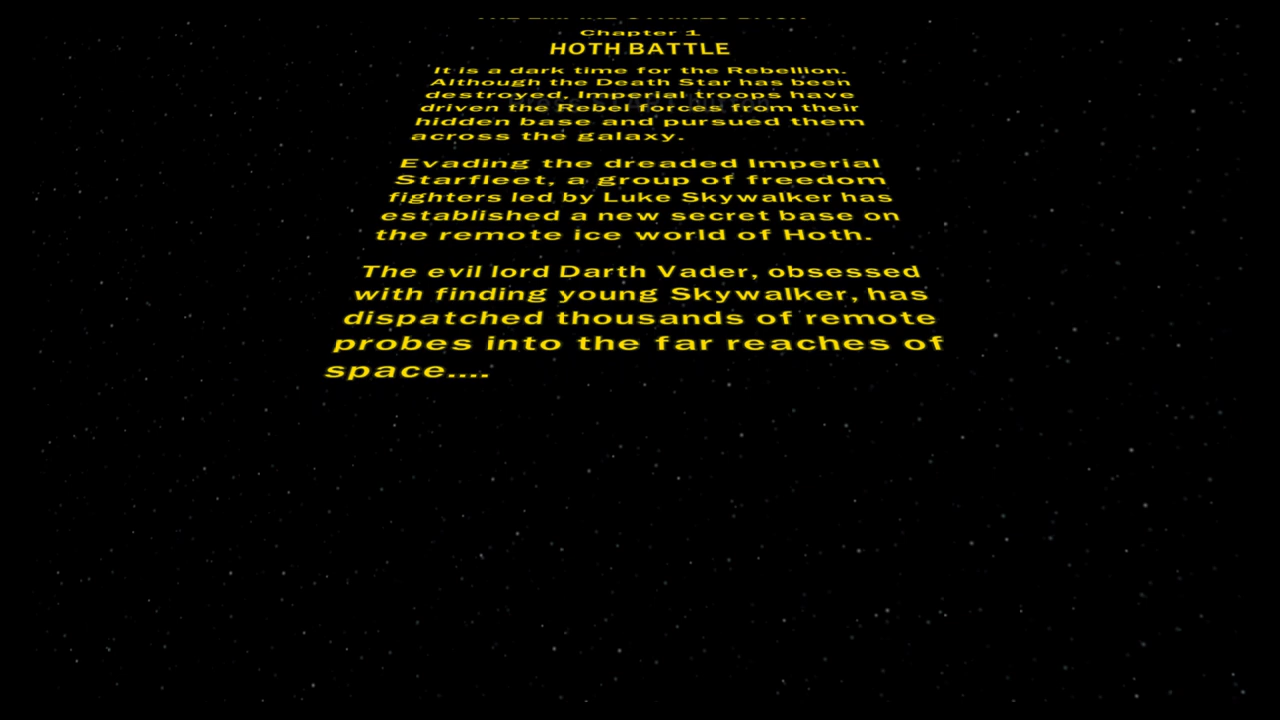 THE EMPIRE STRIKES BACK
Chapter 1
HOTH BATTLE
It is a dark time for the Rebellion.
Although the Death Star has been
destroyed, Imperial troops have
driven the Rebel forces from their
hidden base and pursued them
across the galaxy.
Evading the dreaded Imperial
Starfleet, a group of freedom
fighters led by Luke Skywalker has
established a new secret base on
the remote ice world of Hoth.
The evil lord Darth Vader, obsessed
with finding young Skywalker, has
dispatched thousands of remote
probes into the far reaches of
space....